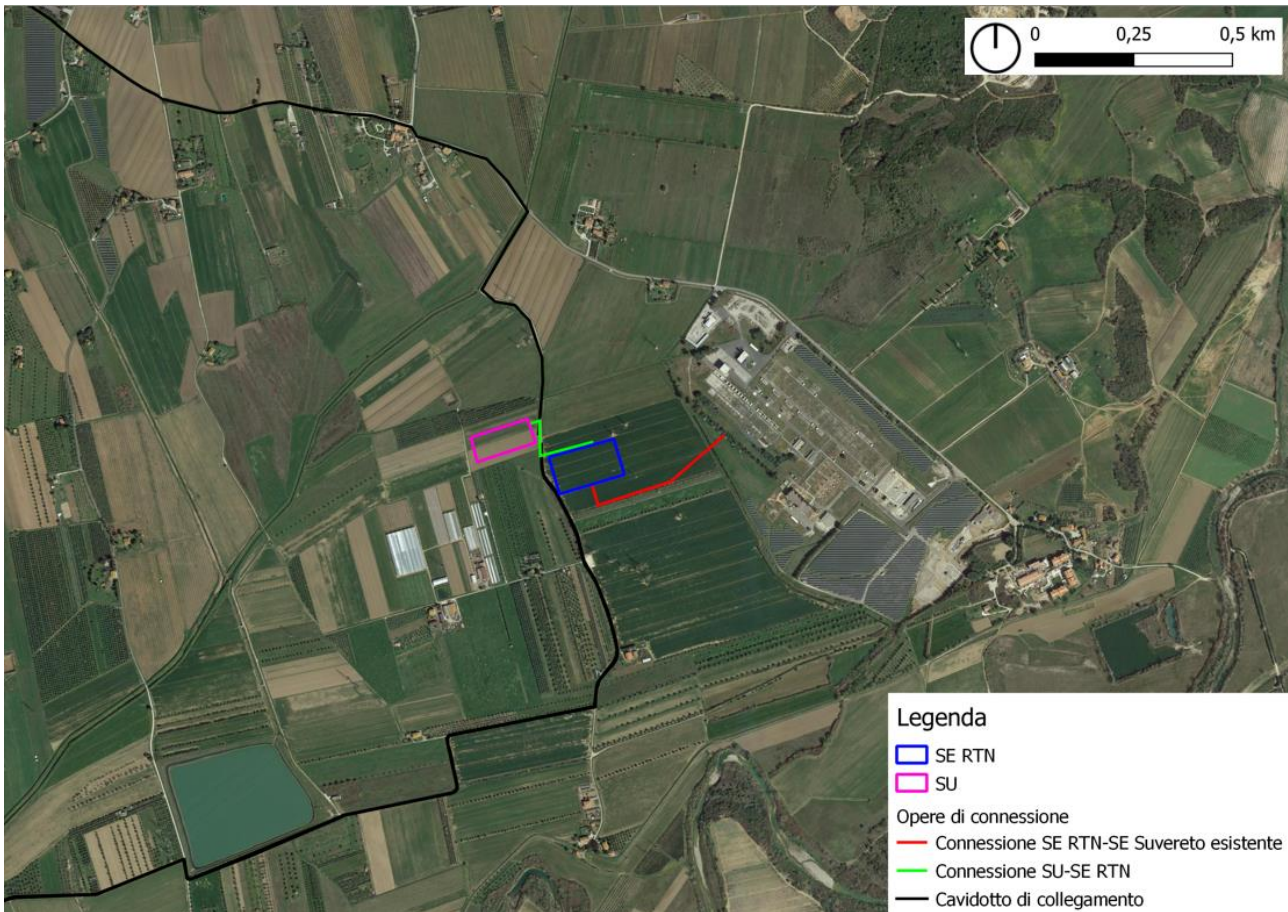 0 0,25 0,5 km
Legenda
SE RTN
SU
Opere di connessione
Connessione SE RTN-SE Suvereto esistente
Connessione SU-SE RTN
Cavidotto di collegamento